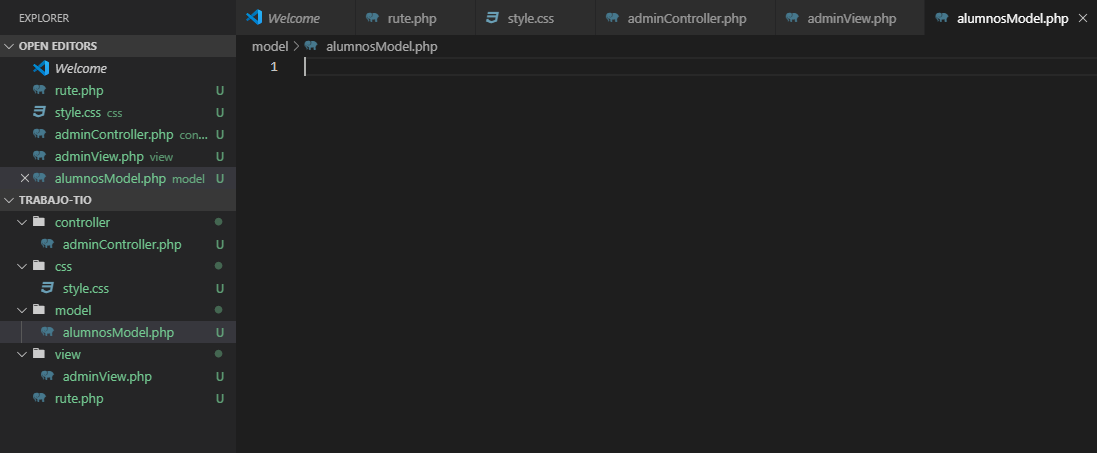 EXPLORER
Welcome
rute.php
style.css
adminController.php
adminView.php
alumnosModel.php
OPEN EDITORS
Welcome
rute.php U
style.css css U
adminController.php con... U
adminView.php view U
alumnosModel.php model U
TRABAJO-TIO
controller
adminController.php U
css
style.css U
model
alumnosModel.php U
view
adminView.php U
rute.php U
model > alumnosModel.php
1